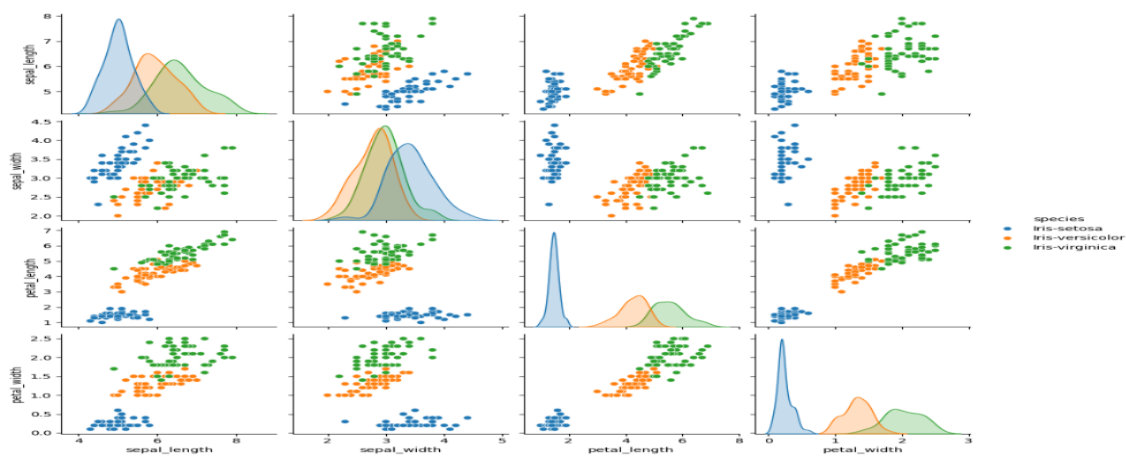 sepal_length
8
7
6
5
sepal_width
4.5
4.0
3.5
3.0
2.5
2.0
petal_length
7
6
5
4
3
2
1
petal_width
2.5
2.0
1.5
1.0
0.5
0.0
4 6 8 2 3 4 5 2 4 6 8 0 1 2 3
sepal_length sepal_width petal_length petal_width
species
Iris-setosa
Iris-versicolor
Iris-virginica